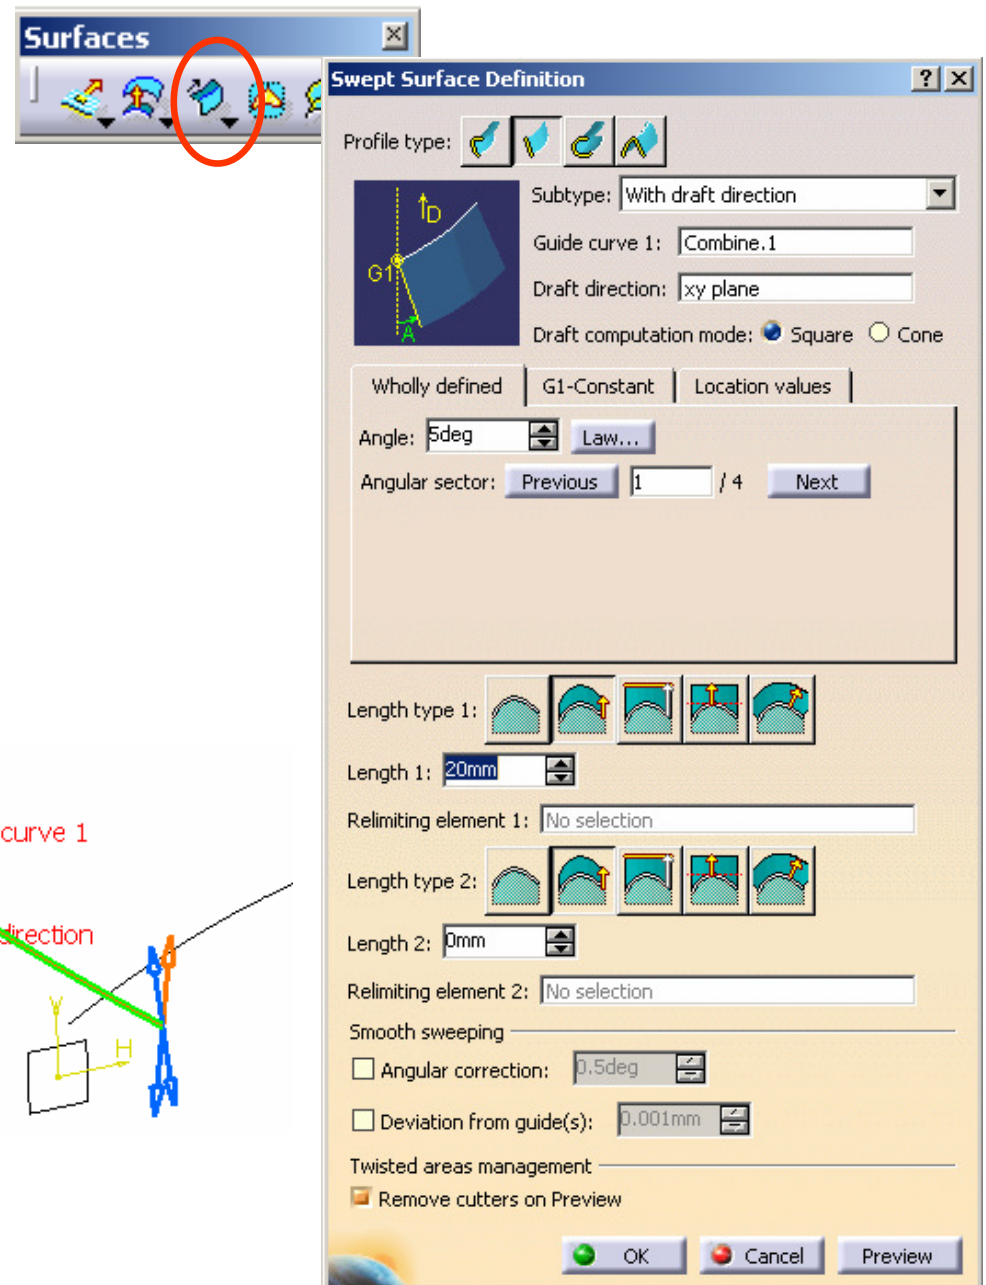 Surfaces
Swept Surface Definition
Profile type:
D
G1
A
Subtype: With draft direction
Guide curve 1: Combine.1
Draft direction: xy plane
Draft computation mode: Square Cone
Wholly defined G1-Constant Location values
Angle: 5deg Law...
Angular sector: Previous 1 / 4 Next
Length type 1:
Length 1: 20mm
Relimiting element 1: No selection
Length type 2:
Length 2: 0mm
Relimiting element 2: No selection
Smooth sweeping
Angular correction: 0.5deg
Deviation from guide(s): 0.001mm
Twisted areas management
Remove cutters on Preview
OK Cancel Preview
curve 1
direction
V
H